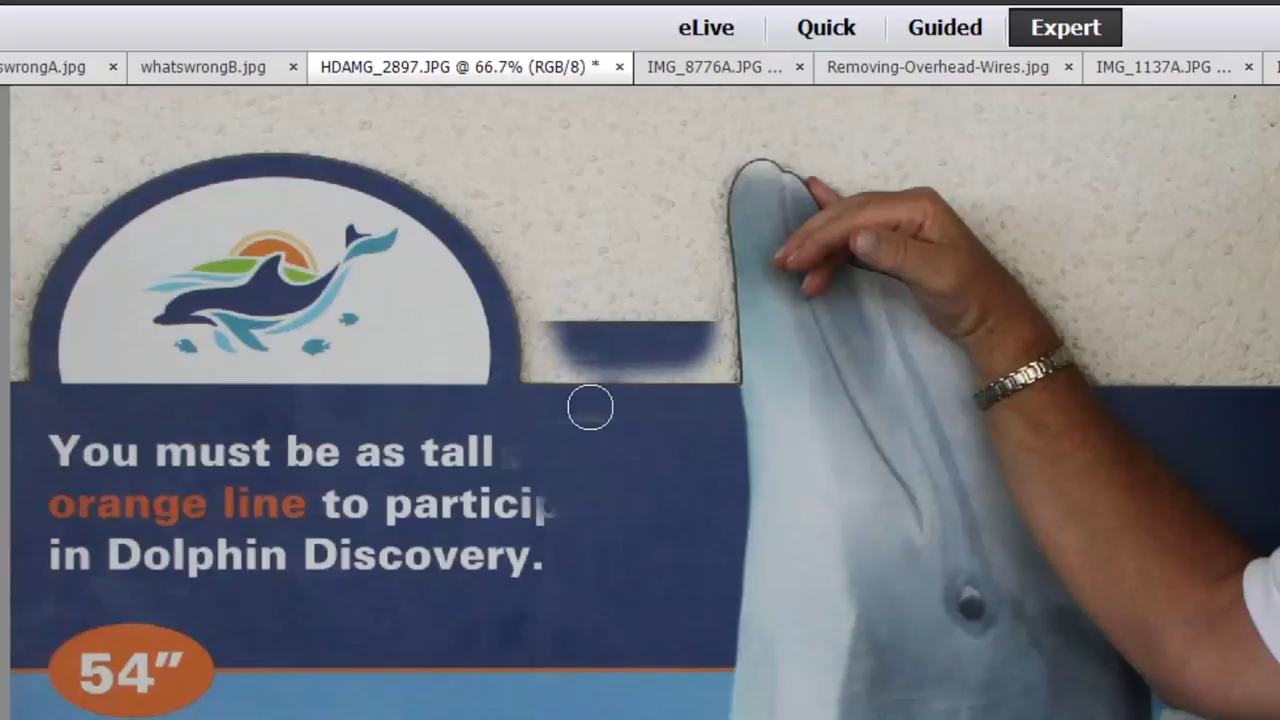 eLive Quick Guided Expert
swrongA.jpg × whatswrongB.jpg × HDAMG_2897.JPG @ 66.7% (RGB/8) * × IMG_8776A.JPG ... × Removing-Overhead-Wires.jpg × IMG_1137A.JPG ... ×
You must be as tall
orange line to particip
in Dolphin Discovery.
54"